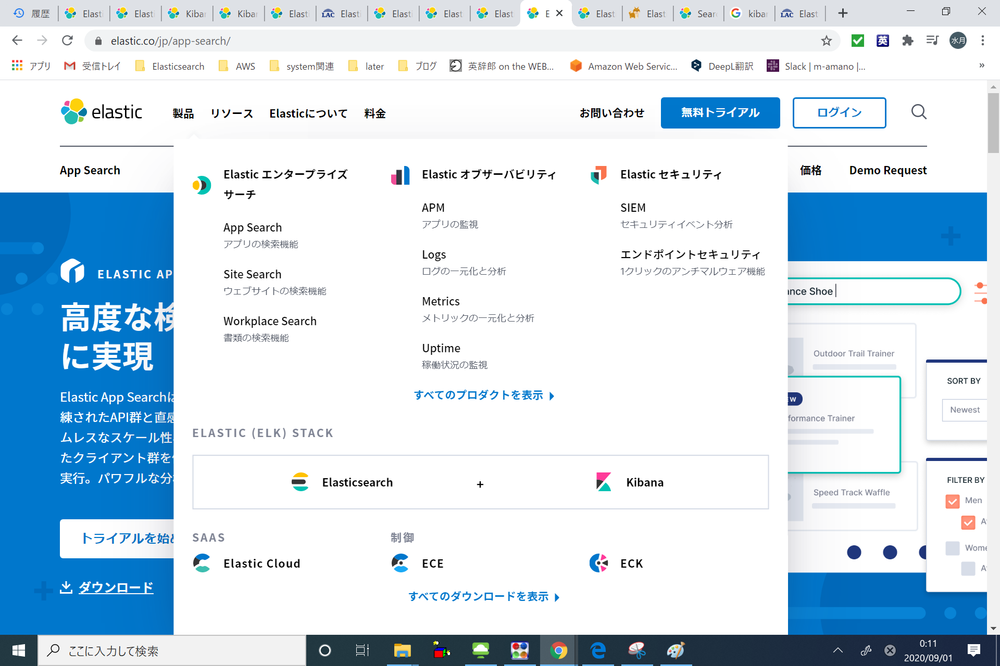 履歴
Elasti
Elasti
Kiba
Kiba
Elasti
LAC Elasti
Elasti
Elast
Elast
E
Elast
Elast
Sear
kiba
LAC Elast
elastic.co/jp/app-search/
英
水月
アプリ
受信トレイ
Elasticsearch
AWS
system関連
later
ブログ
英辞郎 on the WEB...
Amazon Web Servic...
DeepL翻訳
Slack | m-amano |...
»
elastic
製品
リソース
Elasticについて
料金
お問い合わせ
無料トライアル
ログイン
App Search
価格
Demo Request
Elastic エンタープライズ
サーチ
App Search
アプリの検索機能
Site Search
ウェブサイトの検索機能
Workplace Search
書類の検索機能
Elastic オブザーバビリティ
APM
アプリの監視
Logs
ログの一元化と分析
Metrics
メトリックの一元化と分析
Uptime
稼働状況の監視
Elastic セキュリティ
SIEM
セキュリティイベント分析
エンドポイントセキュリティ
1クリックのアンチマルウェア機能
すべてのプロダクトを表示
ELASTIC (ELK) STACK
Elasticsearch
+
Kibana
SAAS
Elastic Cloud
制御
ECE
ECK
すべてのダウンロードを表示
ELASTIC AP
高度な検
に実現
Elastic App Searchは
練されたAPI群と直感
ムレスなスケール性
たクライアント群を
実行。パワフルな分
トライアルを始め
ダウンロード
ance Shoe
Outdoor Trail Trainer
EW
formance Trainer
Speed Track Waffle
SORT BY
Newest
FILTER BY
Men
A
Wome
A
ここに入力して検索
0:11
2020/09/01